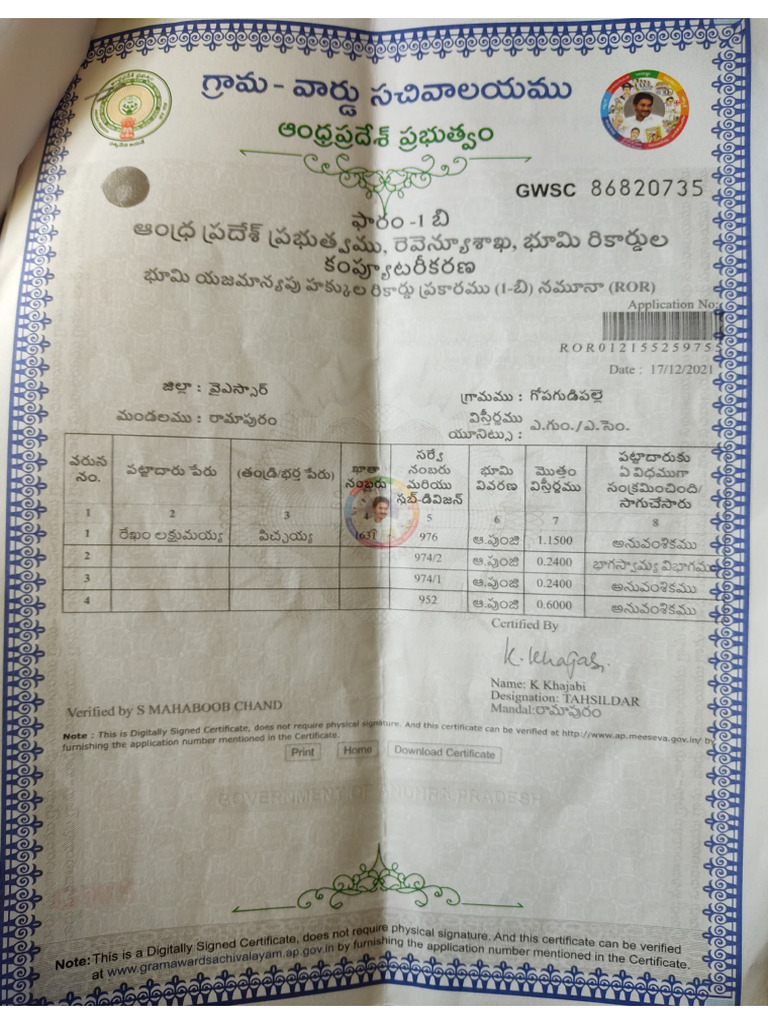 గ్రామ - వార్డు సచివాలయము
ఆంధ్రప్రదేశ్ ప్రభుత్వం
GWSC 86820735
ఫారం -1 బి
ఆంధ్ర ప్రదేశ్ ప్రభుత్వము, రెవెన్యూశాఖ, భూమి రికార్డుల
కంప్యూటరీకరణ
భూమి యజమాన్యపు హక్కుల రికార్డు ప్రకారము (1-బి) నమూనా (ROR)
Application No:
ROR012155259755
Date : 17/12/2021
జిల్లా : వైఎస్సార్ గ్రామము : గోపగుడిపల్లె
మండలము : రామాపురం విస్తీర్ణము యూనిట్సు : ఎ.గుం./ఎ.సెం.
వరుస నం. పట్టాదారు పేరు (తండ్రి/భర్త పేరు) ఖాతా నంబరు సర్వే నంబరు మరియు సబ్-డివిజన్ భూమి వివరణ మొత్తం విస్తీర్ణము పట్టాదారుకు ఏ విధముగా సంక్రమించింది/ సాగుచేసారు
1 2 3 4 5 6 7 8
1 రేఖం లక్షుమయ్య పిచ్చయ్య 1637 976 ఆ.పుంజి 1.1500 అనువంశికము
2 974/2 ఆ.పుంజి 0.2400 భాగస్వామ్య విభాగము
3 974/1 ఆ.పుంజి 0.2400 అనువంశికము
4 952 ఆ.పుంజి 0.6000 అనువంశికము
Certified By
K. Khajabi
Name: K Khajabi
Designation: TAHSILDAR
Verified by S MAHABOOB CHAND Mandal:రామాపురం
Note : This is Digitally Signed Certificate, does not require physical signature. And this certificate can be verified at http://www.ap.meeseva.gov.in/ by
furnishing the application number mentioned in the Certificate.
Print Home Download Certificate
GOVERNMENT OF ANDHRA PRADESH
Note: This is a Digitally Signed Certificate, does not require physical signature. And this certificate can be verified
at www.gramawardsachivalayam.ap.gov.in by furnishing the application number mentioned in the Certificate.